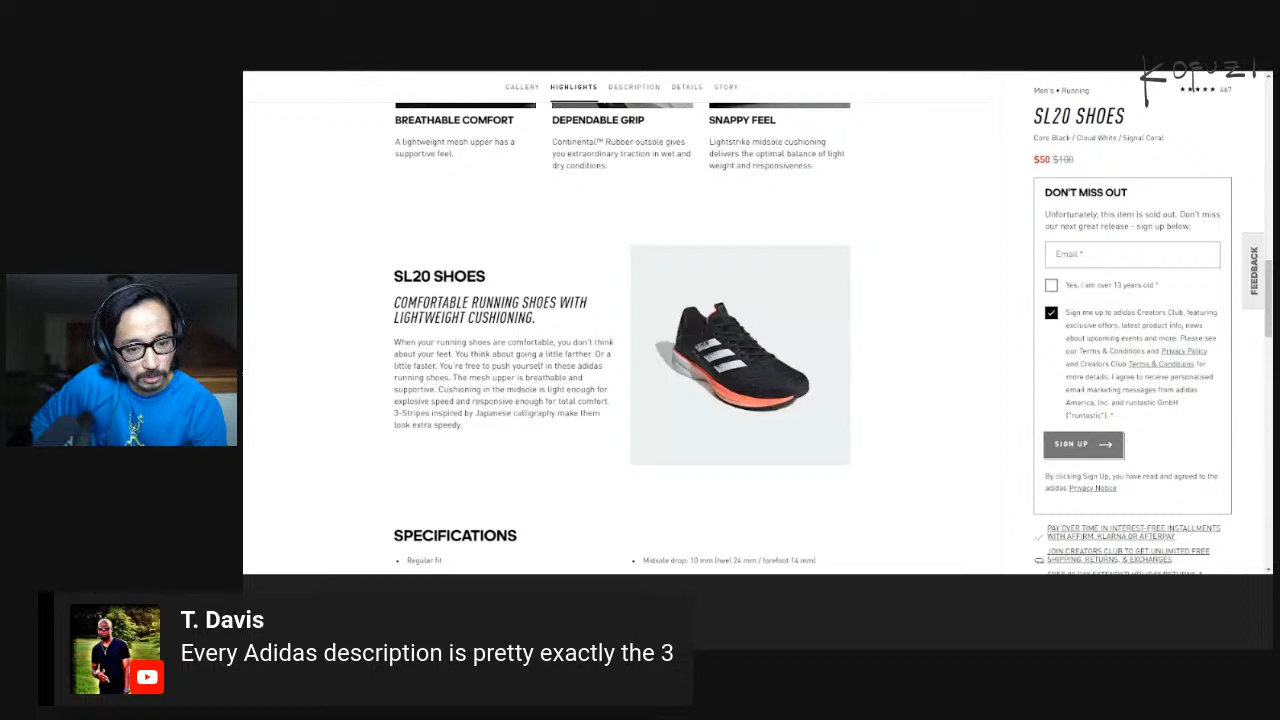 KOFUZI
GALLERY HIGHLIGHTS DESCRIPTION DETAILS STORY
BREATHABLE COMFORT
A lightweight mesh upper has a
supportive feel.
DEPENDABLE GRIP
Continental™ Rubber outsole gives
you extraordinary traction in wet and
dry conditions.
SNAPPY FEEL
Lightstrike midsole cushioning
delivers the optimal balance of light
weight and responsiveness.
SL20 SHOES
COMFORTABLE RUNNING SHOES WITH
LIGHTWEIGHT CUSHIONING.
When your running shoes are comfortable, you don't think
about your feet. You think about going a little farther. Or a
little faster. You're free to push yourself in these adidas
running shoes. The mesh upper is breathable and
supportive. Cushioning in the midsole is light enough for
explosive speed and responsive enough for total comfort.
3-Stripes inspired by Japanese calligraphy make them
look extra speedy.
SPECIFICATIONS
• Regular fit
• Midsole drop: 10 mm (heel 24 mm / forefoot 14 mm)
Men's • Running
★★★★★ 467
SL20 SHOES
Core Black / Cloud White / Signal Coral
$50 $100
DON'T MISS OUT
Unfortunately, this item is sold out. Don't miss
our next great release - sign up below:
Email *
Yes, I am over 13 years old *
Sign me up to adidas Creators Club, featuring
exclusive offers, latest product info, news
about upcoming events and more. Please see
our Terms & Conditions and Privacy Policy
and Creators Club Terms & Conditions for
more details. I agree to receive personalised
email marketing messages from adidas
America, Inc. and runtastic GmbH
("runtastic"). *
SIGN UP
By clicking Sign Up, you have read and agreed to the
adidas Privacy Notice
PAY OVER TIME IN INTEREST-FREE INSTALLMENTS
WITH AFFIRM, KLARNA OR AFTERPAY
JOIN CREATORS CLUB TO GET UNLIMITED FREE
SHIPPING, RETURNS, & EXCHANGES
FEEDBACK
T. Davis
Every Adidas description is pretty exactly the 3